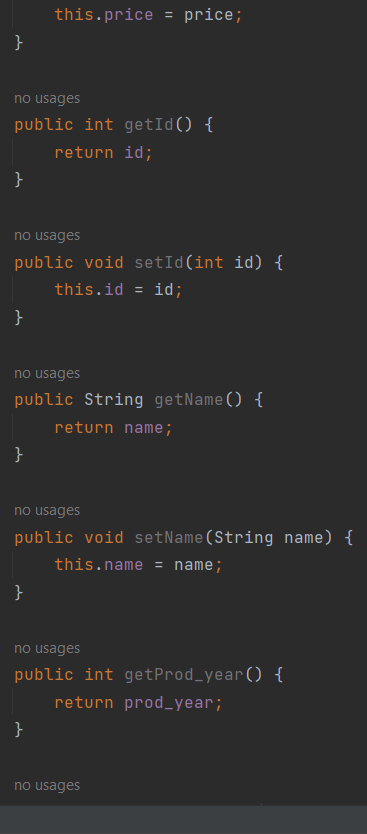 this.price = price;
}
no usages
public int getId() {
return id;
}
no usages
public void setId(int id) {
this.id = id;
}
no usages
public String getName() {
return name;
}
no usages
public void setName(String name) {
this.name = name;
}
no usages
public int getProd_year() {
return prod_year;
}
no usages